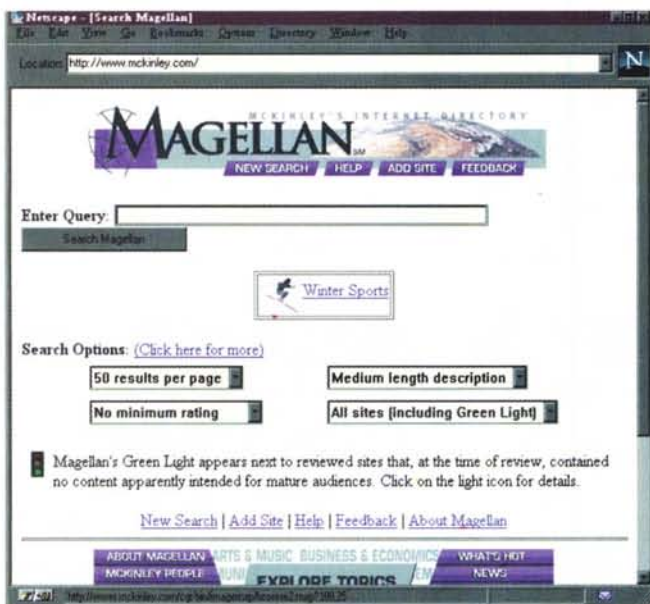 Netscape - [Search Magellan]
File Edit View Go Bookmarks Options Directory Window Help
Location: http://www.mckinley.com/
N
MCKINLEY'S INTERNET DIRECTORY
MAGELLAN SM
NEW SEARCH HELP ADD SITE FEEDBACK
Enter Query:
Search Magellan
Winter Sports
Search Options: (Click here for more)
50 results per page Medium length description
No minimum rating All sites (including Green Light)
Magellan's Green Light appears next to reviewed sites that, at the time of review, contained
no content apparently intended for mature audiences. Click on the light icon for details.
New Search | Add Site | Help | Feedback | About Magellan
ABOUT MAGELLAN ARTS & MUSIC BUSINESS & ECONOMICS WHAT'S HOT
MCKINLEY PEOPLE EXPLORE TOPICS NEWS